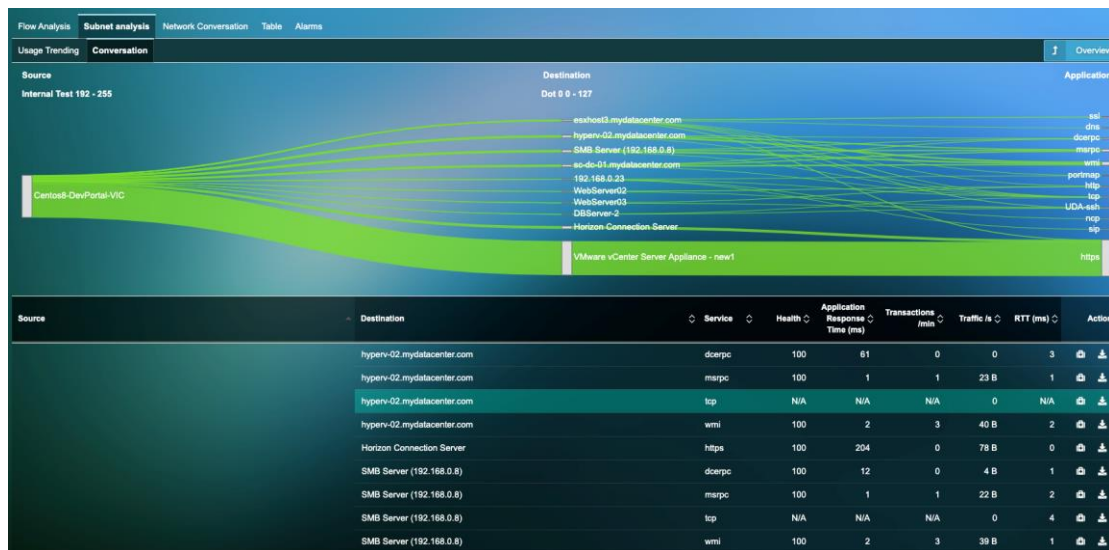 Flow Analysis Subnet analysis Network Conversation Table Alarms
Usage Trending Conversation Overview
Source Destination Application
Internal Test 192 - 255 Dot 0 0 - 127
esxhost3.mydatacenter.com
hyperv-02.mydatacenter.com
SMB Server (192.168.0.8)
sc-dc-01.mydatacenter.com
192.168.0.23
WebServer02
WebServer03
DBServer-2
Horizon Connection Server
Centos8-DevPortal-VIC
VMware vCenter Server Appliance - new1
ssl
dns
dcerpc
msrpc
wmi
portmap
http
tcp
UDA-ssh
ncp
sip
https
Source Destination Service Health Application Response Time (ms) Transactions /min Traffic /s RTT (ms) Action
hyperv-02.mydatacenter.com dcerpc 100 61 0 0 3
hyperv-02.mydatacenter.com msrpc 100 1 1 23 B 1
hyperv-02.mydatacenter.com tcp N/A N/A N/A 0 N/A
hyperv-02.mydatacenter.com wmi 100 2 3 40 B 2
Horizon Connection Server https 100 204 0 78 B 0
SMB Server (192.168.0.8) dcerpc 100 12 0 4 B 1
SMB Server (192.168.0.8) msrpc 100 1 1 22 B 2
SMB Server (192.168.0.8) tcp N/A N/A N/A 0 4
SMB Server (192.168.0.8) wmi 100 2 3 39 B 1